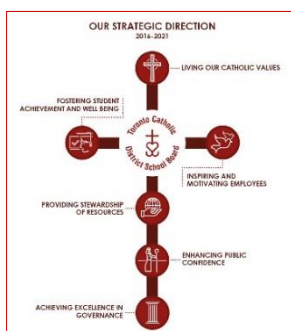 OUR STRATEGIC DIRECTION
2016-2021
LIVING OUR CATHOLIC VALUES
FOSTERING STUDENT
ACHIEVEMENT AND WELL BEING
Toronto Catholic
District School Board
INSPIRING AND
MOTIVATING EMPLOYEES
PROVIDING STEWARDSHIP
OF RESOURCES
ENHANCING PUBLIC
CONFIDENCE
ACHIEVING EXCELLENCE IN
GOVERNANCE